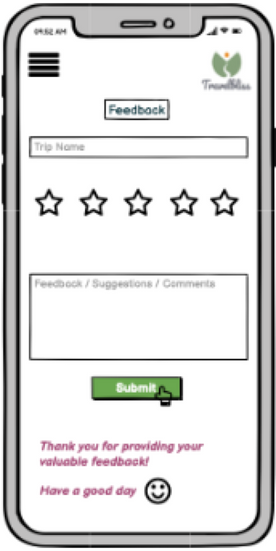 09:52 AM
Travelbliss
Feedback
Trip Name
Feedback / Suggestions / Comments
Submit
Thank you for providing your
valuable feedback!
Have a good day